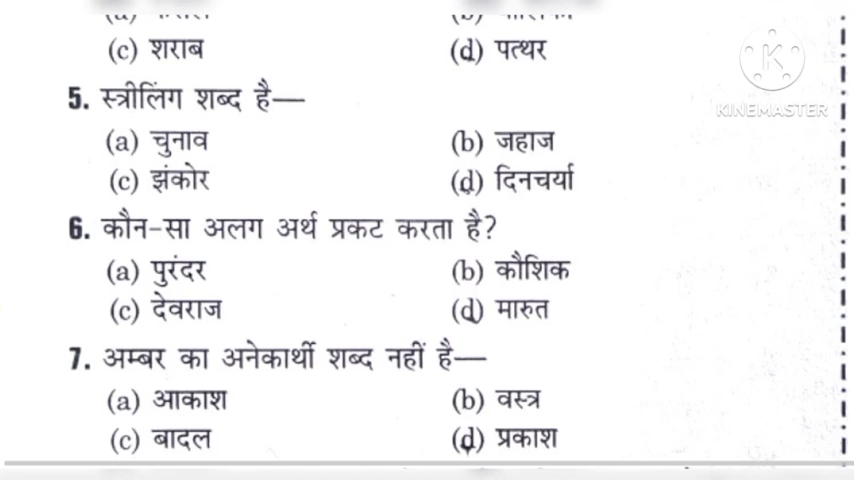 (c) शराब (d) पत्थर
5. स्त्रीलिंग शब्द है—
(a) चुनाव (b) जहाज
(c) झंकोर (d) दिनचर्या
6. कौन-सा अलग अर्थ प्रकट करता है?
(a) पुरंदर (b) कौशिक
(c) देवराज (d) मारुत
7. अम्बर का अनेकार्थी शब्द नहीं है—
(a) आकाश (b) वस्त्र
(c) बादल (d) प्रकाश
KINEMASTER